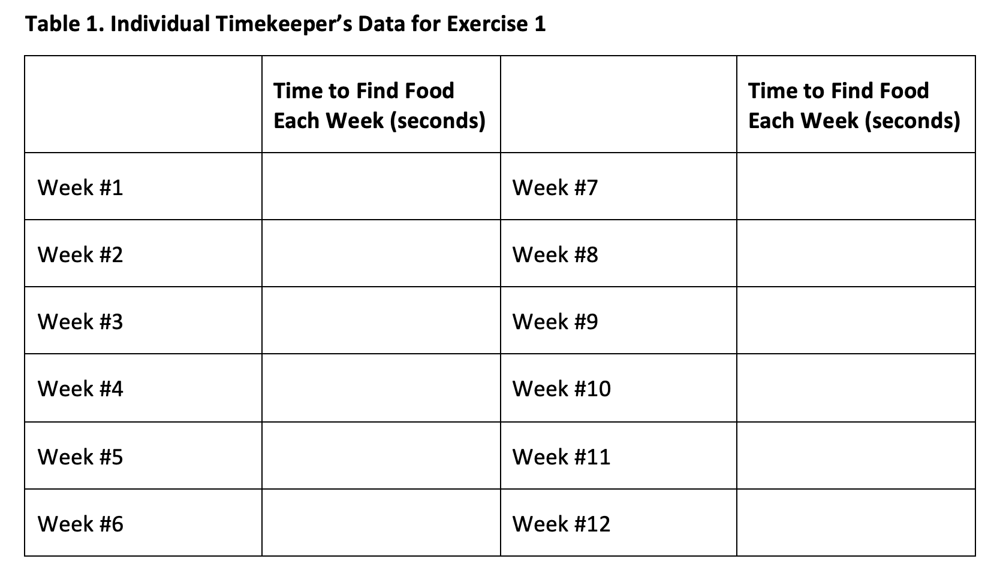 Table 1. Individual Timekeeper’s Data for Exercise 1
Time to Find Food
Each Week (seconds)
Time to Find Food
Each Week (seconds)
Week #1
Week #7
Week #2
Week #8
Week #3
Week #9
Week #4
Week #10
Week #5
Week #11
Week #6
Week #12